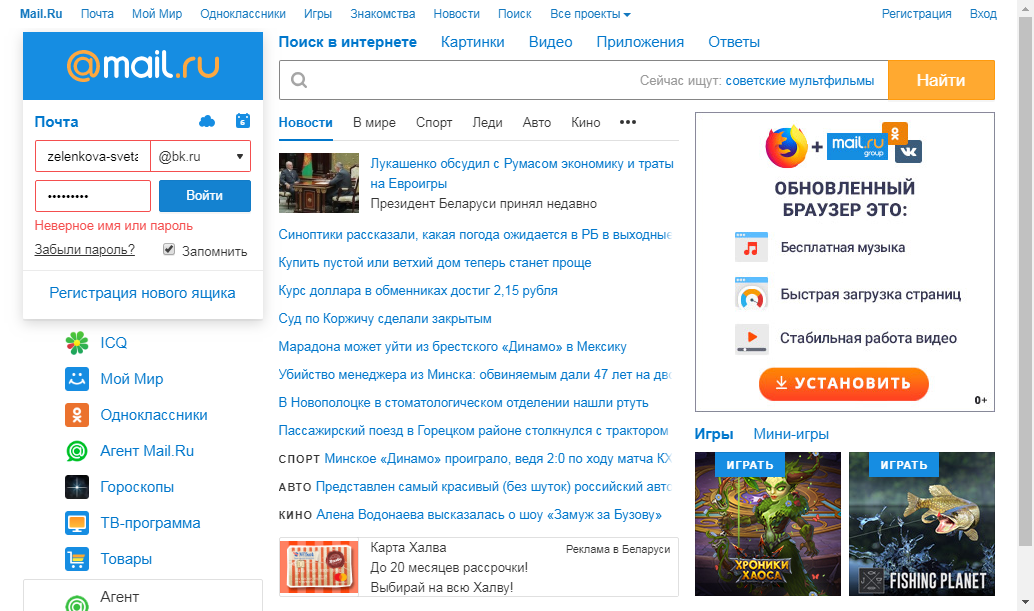 Mail.Ru Почта Мой Мир Одноклассники Игры Знакомства Новости Поиск Все проекты Регистрация Вход
@mail.ru
Почта
6
zelenkova-sveta @bk.ru
•••••••••
Войти
Неверное имя или пароль
Забыли пароль? Запомнить
Регистрация нового ящика
ICQ
Мой Мир
Одноклассники
Агент Mail.Ru
Гороскопы
ТВ-программа
Товары
Агент
Поиск в интернете Картинки Видео Приложения Ответы
Сейчас ищут: советские мультфильмы
Найти
Новости В мире Спорт Леди Авто Кино •••
Лукашенко обсудил с Румасом экономику и траты
на Евроигры
Президент Беларуси принял недавно
Синоптики рассказали, какая погода ожидается в РБ в выходные
Купить пустой или ветхий дом теперь станет проще
Курс доллара в обменниках достиг 2,15 рубля
Суд по Коржичу сделали закрытым
Марадона может уйти из брестского «Динамо» в Мексику
Убийство менеджера из Минска: обвиняемым дали 47 лет на дво
В Новополоцке в стоматологическом отделении нашли ртуть
Пассажирский поезд в Горецком районе столкнулся с трактором
СПОРТ Минское «Динамо» проиграло, ведя 2:0 по ходу матча КХ
АВТО Представлен самый красивый (без шуток) российский авто
КИНО Алена Водонаева высказалась о шоу «Замуж за Бузову»
Карта Халва
Реклама в Беларуси
До 20 месяцев рассрочки!
Выбирай на всю Халву!
+ mail.ru group
ОБНОВЛЕННЫЙ
БРАУЗЕР ЭТО:
Бесплатная музыка
Быстрая загрузка страниц
Стабильная работа видео
УСТАНОВИТЬ
0+
Игры Мини-игры
ИГРАТЬ
ХРОНИКИ
ХАОСА
ИГРАТЬ
FISHING PLANET